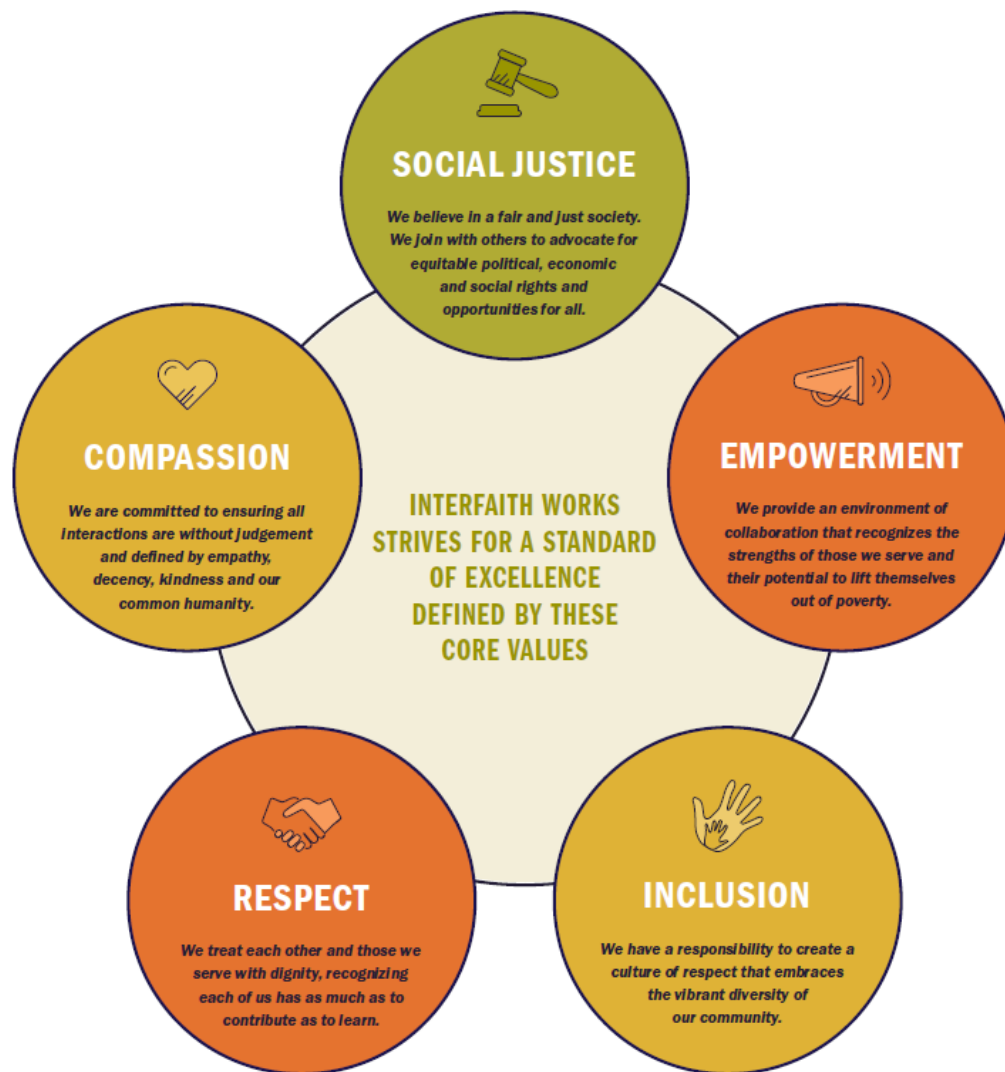 SOCIAL JUSTICE
We believe in a fair and just society.
We join with others to advocate for
equitable political, economic
and social rights and
opportunities for all.
COMPASSION
We are committed to ensuring all
interactions are without judgement
and defined by empathy,
decency, kindness and our
common humanity.
INTERFAITH WORKS
STRIVES FOR A STANDARD
OF EXCELLENCE
DEFINED BY THESE
CORE VALUES
EMPOWERMENT
We provide an environment of
collaboration that recognizes the
strengths of those we serve and
their potential to lift themselves
out of poverty.
RESPECT
We treat each other and those we
serve with dignity, recognizing
each of us has as much as to
contribute as to learn.
INCLUSION
We have a responsibility to create a
culture of respect that embraces
the vibrant diversity of
our community.